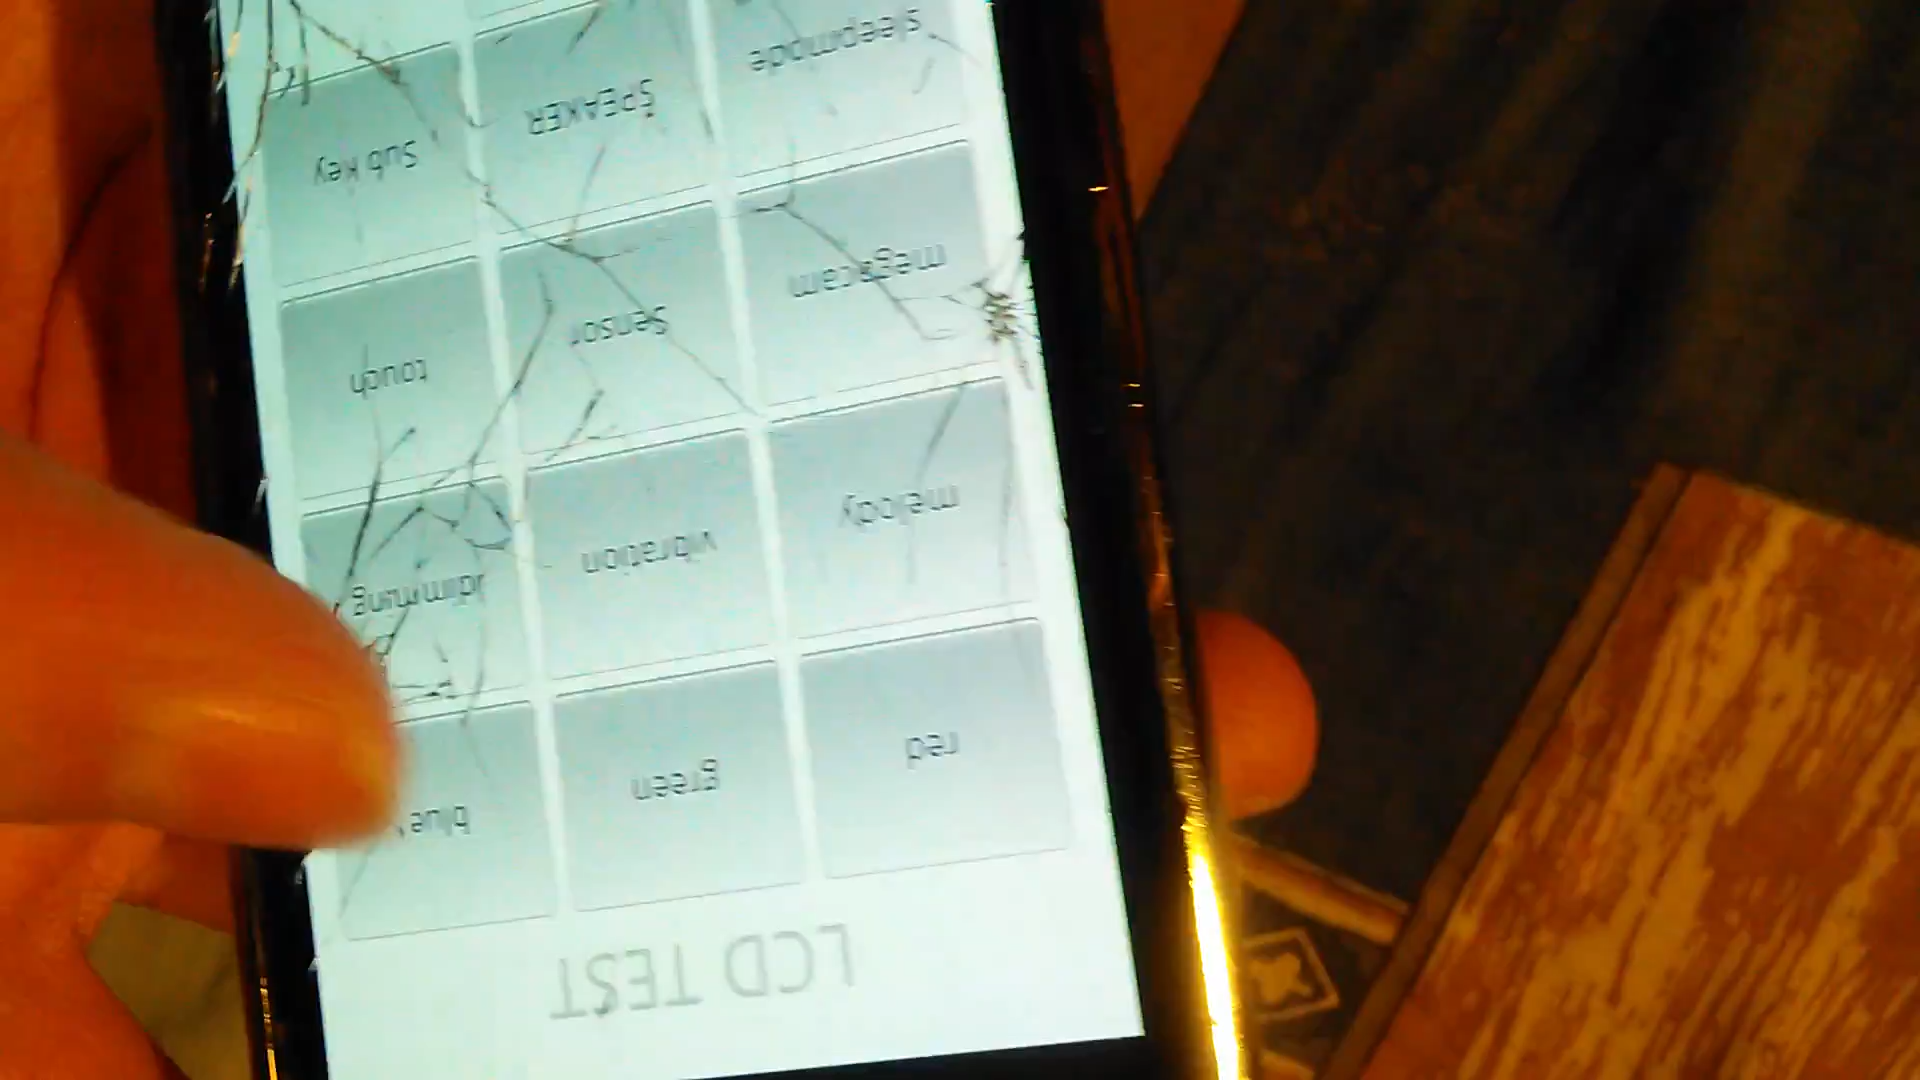 LCD TEST
red green blue
melody vibration dimming
megacam Sensor touch
sleepmode SPEAKER Sub key